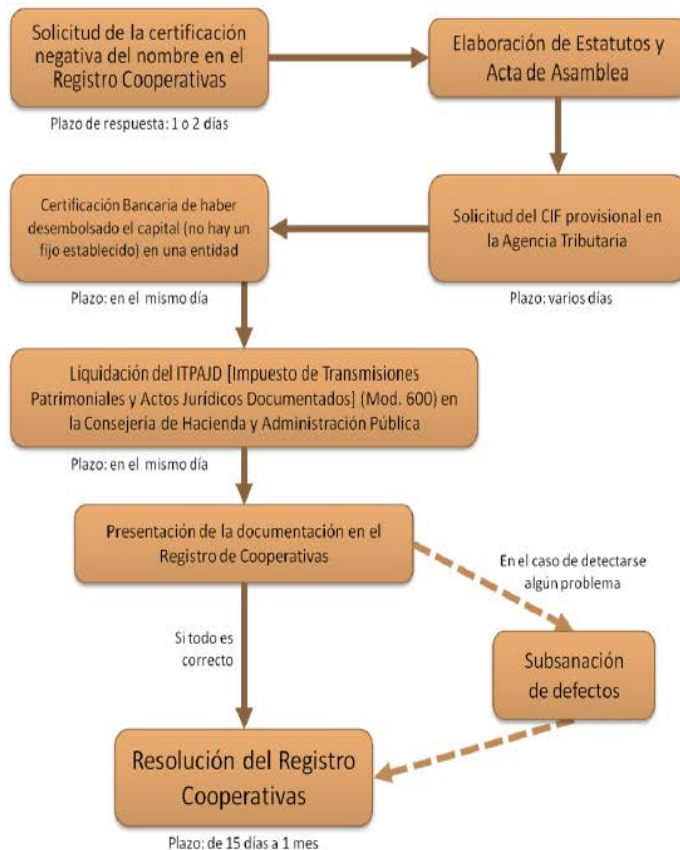 Solicitud de la certificación
negativa del nombre en el
Registro Cooperativas
Plazo de respuesta: 1 o 2 días
Elaboración de Estatutos y
Acta de Asamblea
Solicitud del CIF provisional en
la Agencia Tributaria
Plazo: varios días
Certificación Bancaria de haber
desembolsado el capital (no hay un
fijo establecido) en una entidad
Plazo: en el mismo día
Liquidación del ITPAJD [Impuesto de Transmisiones
Patrimoniales y Actos Jurídicos Documentados] (Mod. 600) en
la Consejería de Hacienda y Administración Pública
Plazo: en el mismo día
Presentación de la documentación en el
Registro de Cooperativas
En el caso de detectarse
algún problema
Si todo es
correcto
Subsanación
de defectos
Resolución del Registro
Cooperativas
Plazo: de 15 días a 1 mes